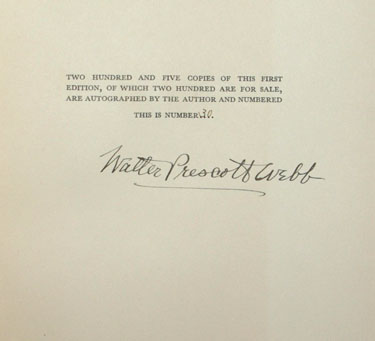 TWO HUNDRED AND FIVE COPIES OF THIS FIRST
EDITION, OF WHICH TWO HUNDRED ARE FOR SALE,
ARE AUTOGRAPHED BY THE AUTHOR AND NUMBERED
THIS IS NUMBER 30.
Walter Prescott Webb